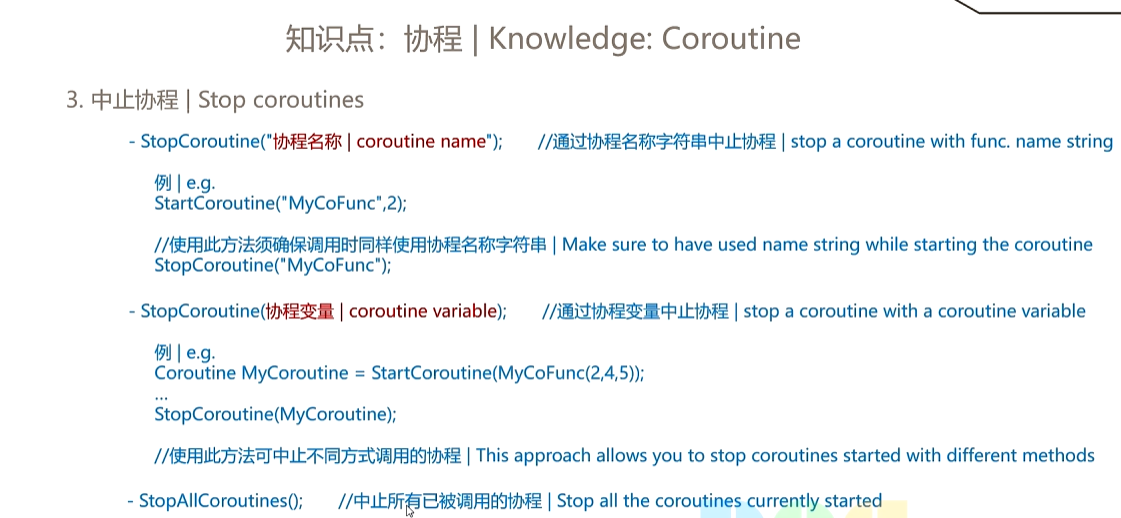 知识点：协程 | Knowledge: Coroutine
3. 中止协程 | Stop coroutines
- StopCoroutine("协程名称 | coroutine name"); //通过协程名称字符串中止协程 | stop a coroutine with func. name string
例 | e.g.
StartCoroutine("MyCoFunc",2);
//使用此方法须确保调用时同样使用协程名称字符串 | Make sure to have used name string while starting the coroutine
StopCoroutine("MyCoFunc");
- StopCoroutine(协程变量 | coroutine variable); //通过协程变量中止协程 | stop a coroutine with a coroutine variable
例 | e.g.
Coroutine MyCoroutine = StartCoroutine(MyCoFunc(2,4,5));
...
StopCoroutine(MyCoroutine);
//使用此方法可中止不同方式调用的协程 | This approach allows you to stop coroutines started with different methods
- StopAllCoroutines(); //中止所有已被调用的协程 | Stop all the coroutines currently started